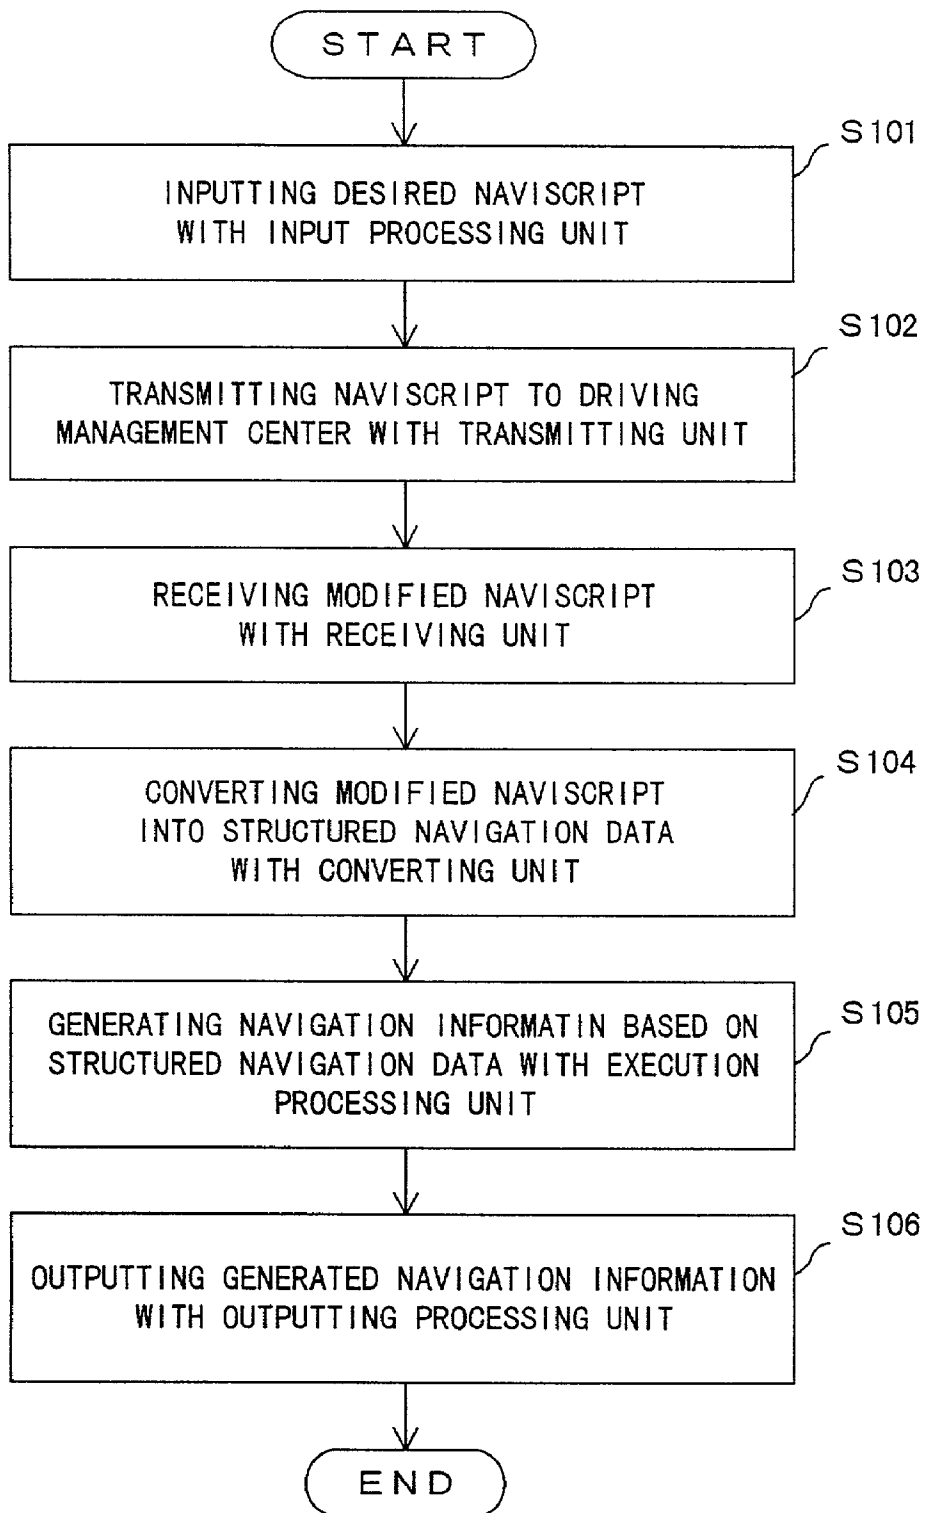 START
S101
INPUTTING DESIRED NAVISCRIPT
WITH INPUT PROCESSING UNIT
S102
TRANSMITTING NAVISCRIPT TO DRIVING
MANAGEMENT CENTER WITH TRANSMITTING UNIT
S103
RECEIVING MODIFIED NAVISCRIPT
WITH RECEIVING UNIT
S104
CONVERTING MODIFIED NAVISCRIPT
INTO STRUCTURED NAVIGATION DATA
WITH CONVERTING UNIT
S105
GENERATING NAVIGATION INFORMATIN BASED ON
STRUCTURED NAVIGATION DATA WITH EXECUTION
PROCESSING UNIT
S106
OUTPUTTING GENERATED NAVIGATION INFORMATION
WITH OUTPUTTING PROCESSING UNIT
END